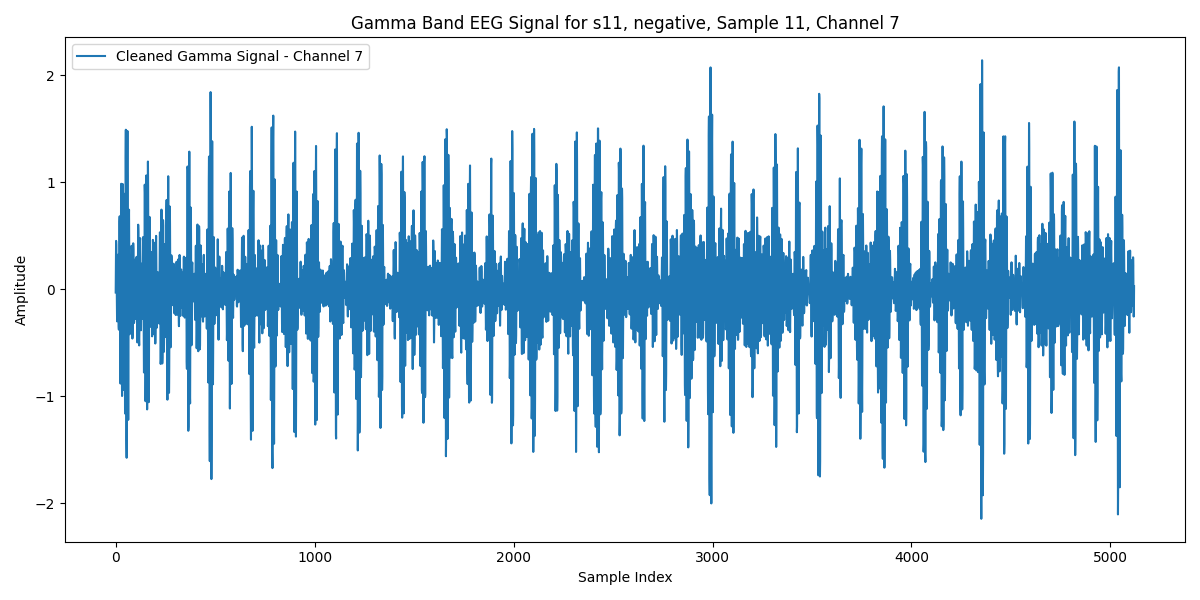 Gamma Band EEG Signal for s11, negative, Sample 11, Channel 7
Cleaned Gamma Signal - Channel 7
2
1
0
−1
−2
Amplitude
0 1000 2000 3000 4000 5000
Sample Index